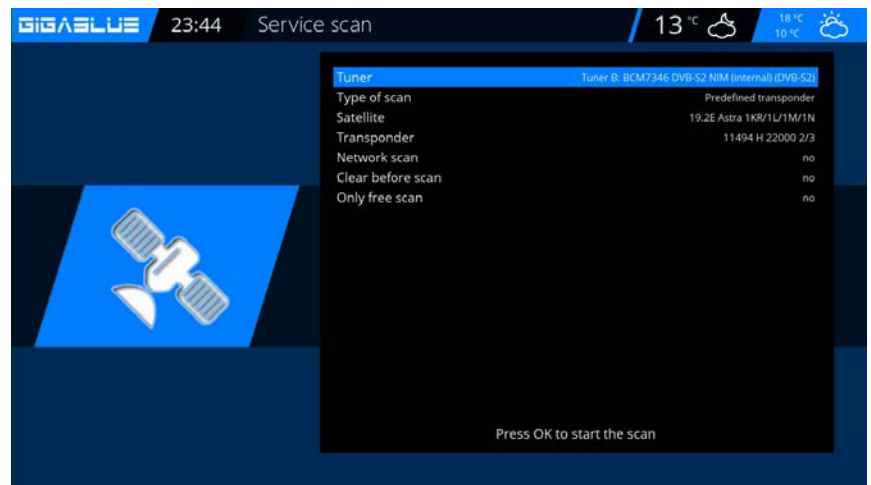 GIGABLUE 23:44 Service scan 13 °C 18 °C
10 °C
Tuner Tuner B: BCM7346 DVB-S2 NIM (internal) (DVB-S2)
Type of scan Predefined transponder
Satellite 19.2E Astra 1KR/1L/1M/1N
Transponder 11494 H 22000 2/3
Network scan no
Clear before scan no
Only free scan no
Press OK to start the scan